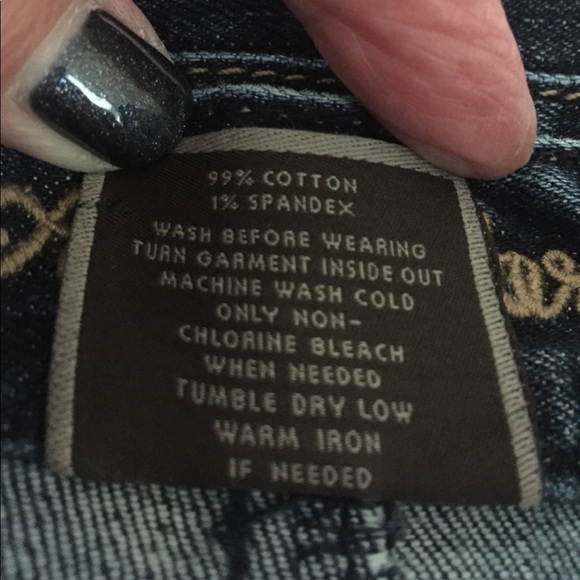 99% COTTON
1% SPANDEX
WASH BEFORE WEARING
TURN GARMENT INSIDE OUT
MACHINE WASH COLD
ONLY NON-
CHLORINE BLEACH
WHEN NEEDED
TUMBLE DRY LOW
WARM IRON
IF NEEDED